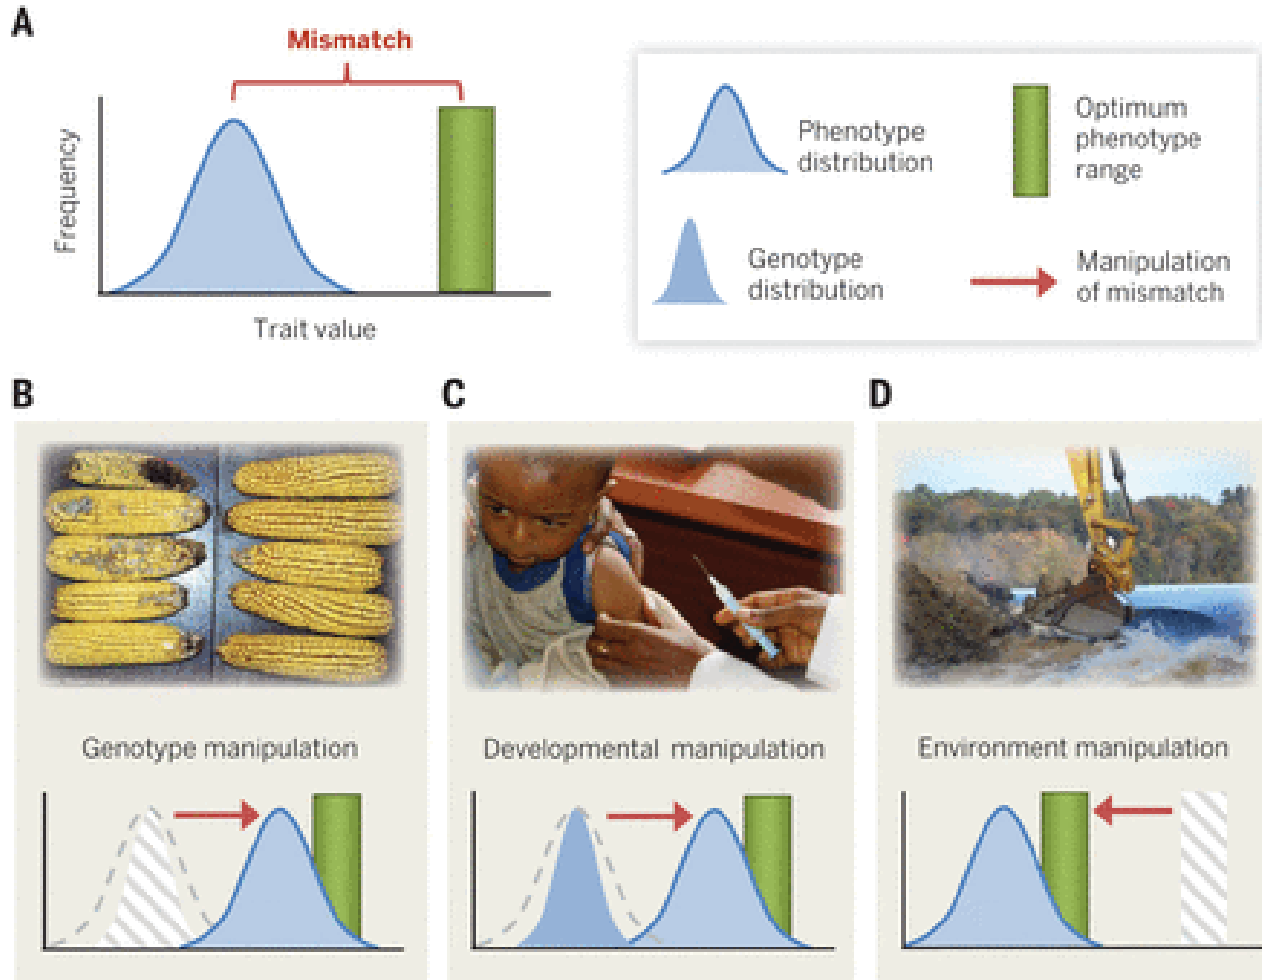 A
Mismatch
Frequency
Trait value
Phenotype
distribution
Optimum
phenotype
range
Genotype
distribution
Manipulation
of mismatch
B
C
D
Genotype manipulation
Developmental manipulation
Environment manipulation